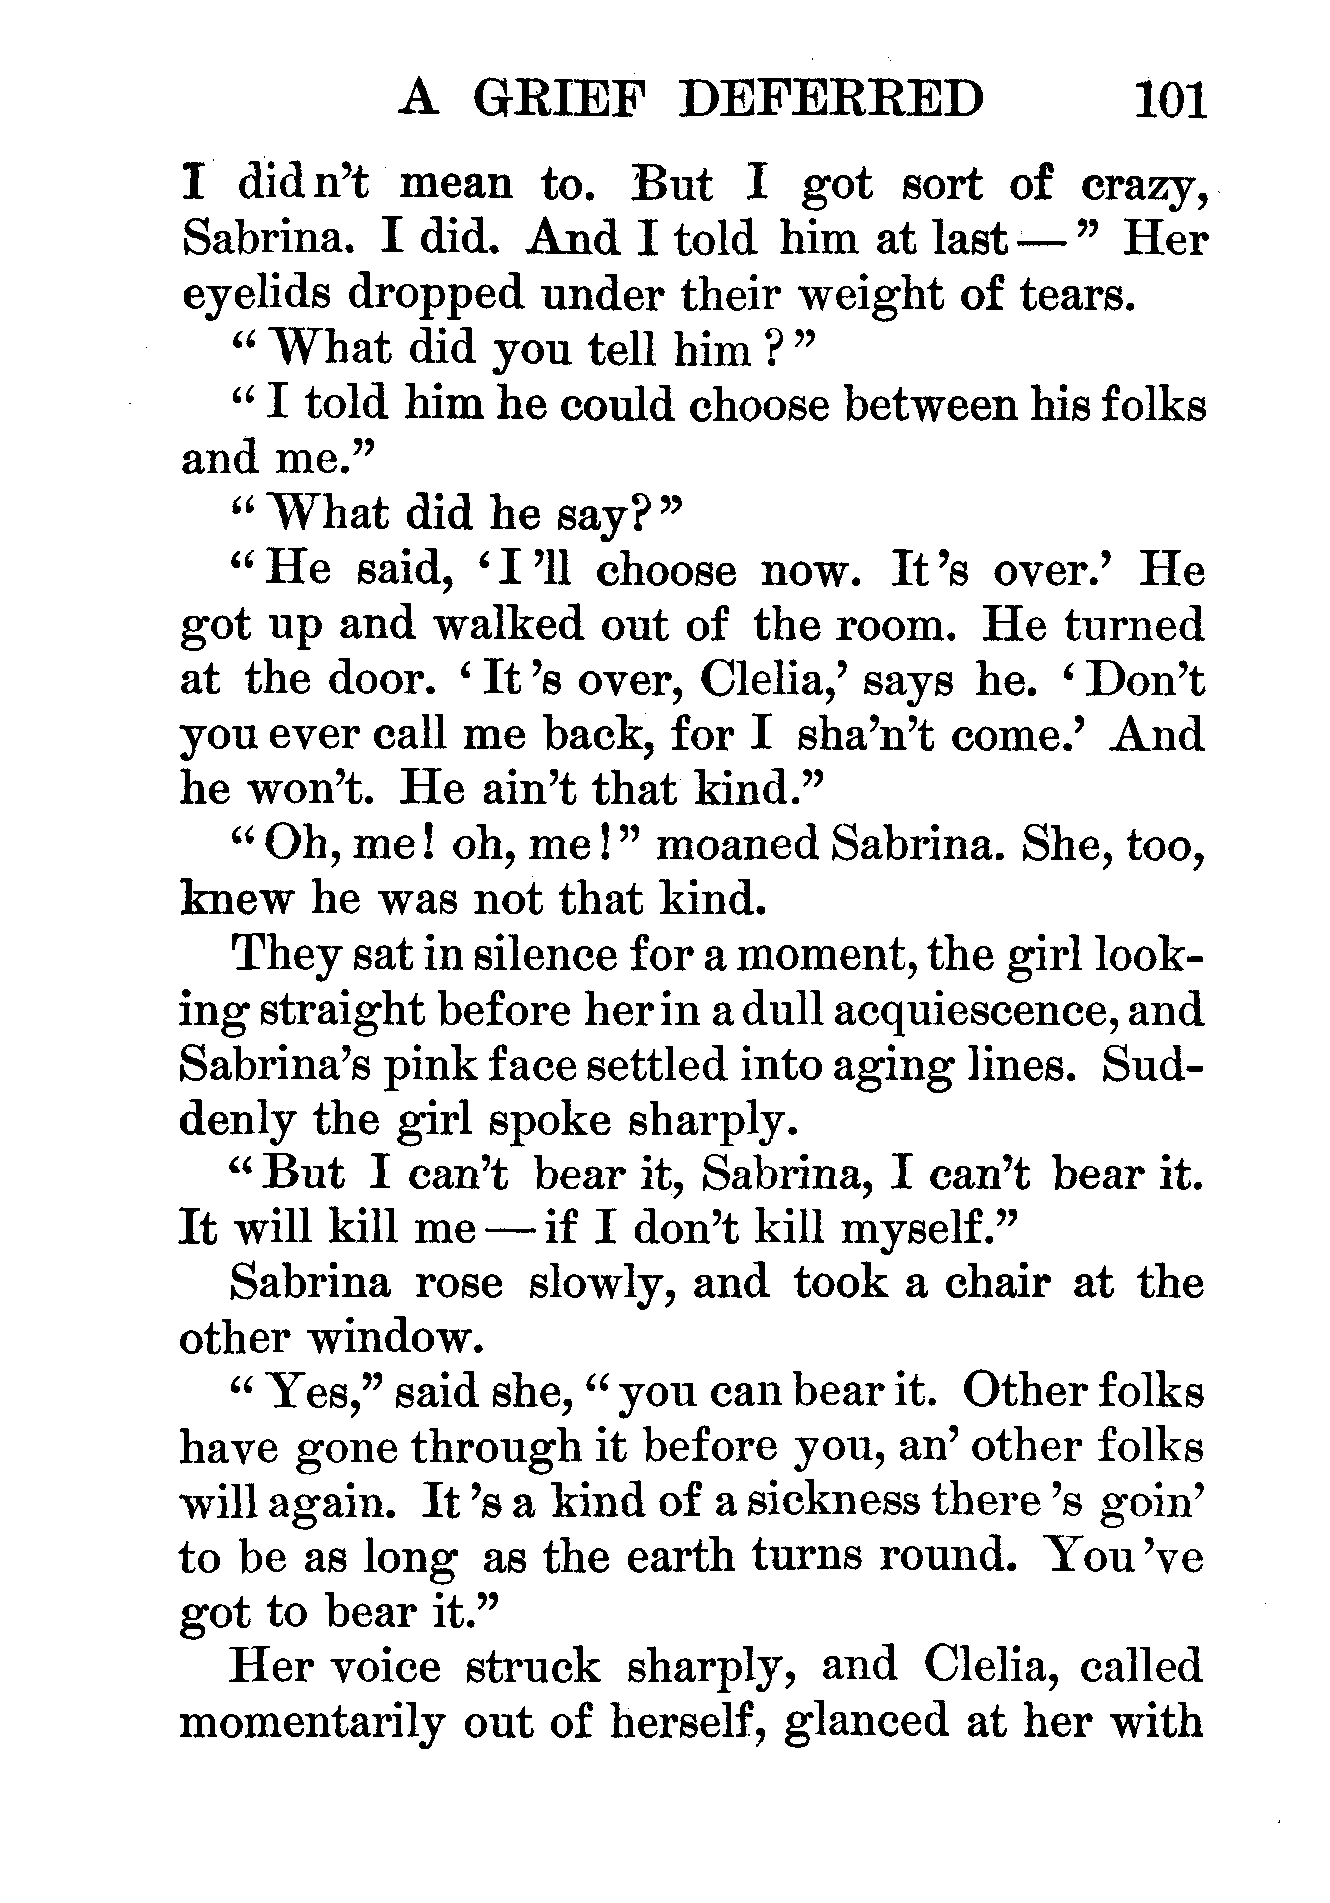 A GRIEF DEFERRED 101
I didn't mean to. But I got sort of crazy,
Sabrina. I did. And I told him at last—" Her
eyelids dropped under their weight of tears.
"What did you tell him?"
"I told him he could choose between his folks
and me."
"What did he say?"
"He said, 'I'll choose now. It's over.' He
got up and walked out of the room. He turned
at the door. 'It's over, Clelia,' says he. 'Don't
you ever call me back, for I sha'n't come.' And
he won't. He ain't that kind."
"Oh, me! oh, me!" moaned Sabrina. She, too,
knew he was not that kind.
They sat in silence for a moment, the girl look-
ing straight before her in a dull acquiescence, and
Sabrina's pink face settled into aging lines. Sud-
denly the girl spoke sharply.
"But I can't bear it, Sabrina, I can't bear it.
It will kill me—if I don't kill myself."
Sabrina rose slowly, and took a chair at the
other window.
"Yes," said she, "you can bear it. Other folks
have gone through it before you, an' other folks
will again. It's a kind of a sickness there's goin'
to be as long as the earth turns round. You've
got to bear it."
Her voice struck sharply, and Clelia, called
momentarily out of herself, glanced at her with